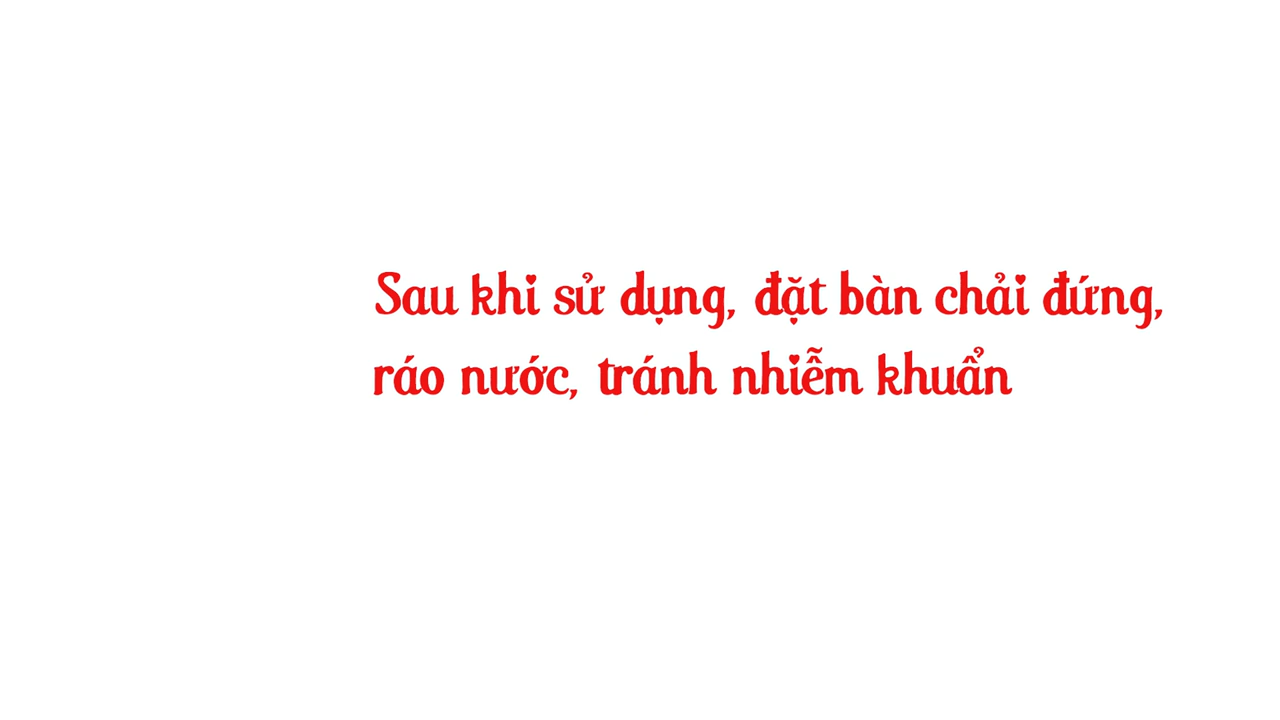 Sau khi sử dụng, đặt bàn chải đứng,
ráo nước, tránh nhiễm khuẩn